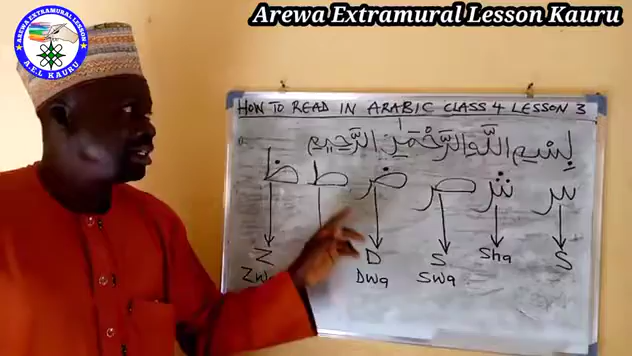 Arewa Extramural Lesson Kauru
AREWA EXTRAMURAL LESSON
A.E.L KAURU
HOW TO READ IN ARABIC CLASS 4 LESSON 3
بِسْمِ اللَّهِ الرَّحْمَنِ الرَّحِيمِ
س ش ص ض ط ظ
S Sha S D Z
Swa Dwa